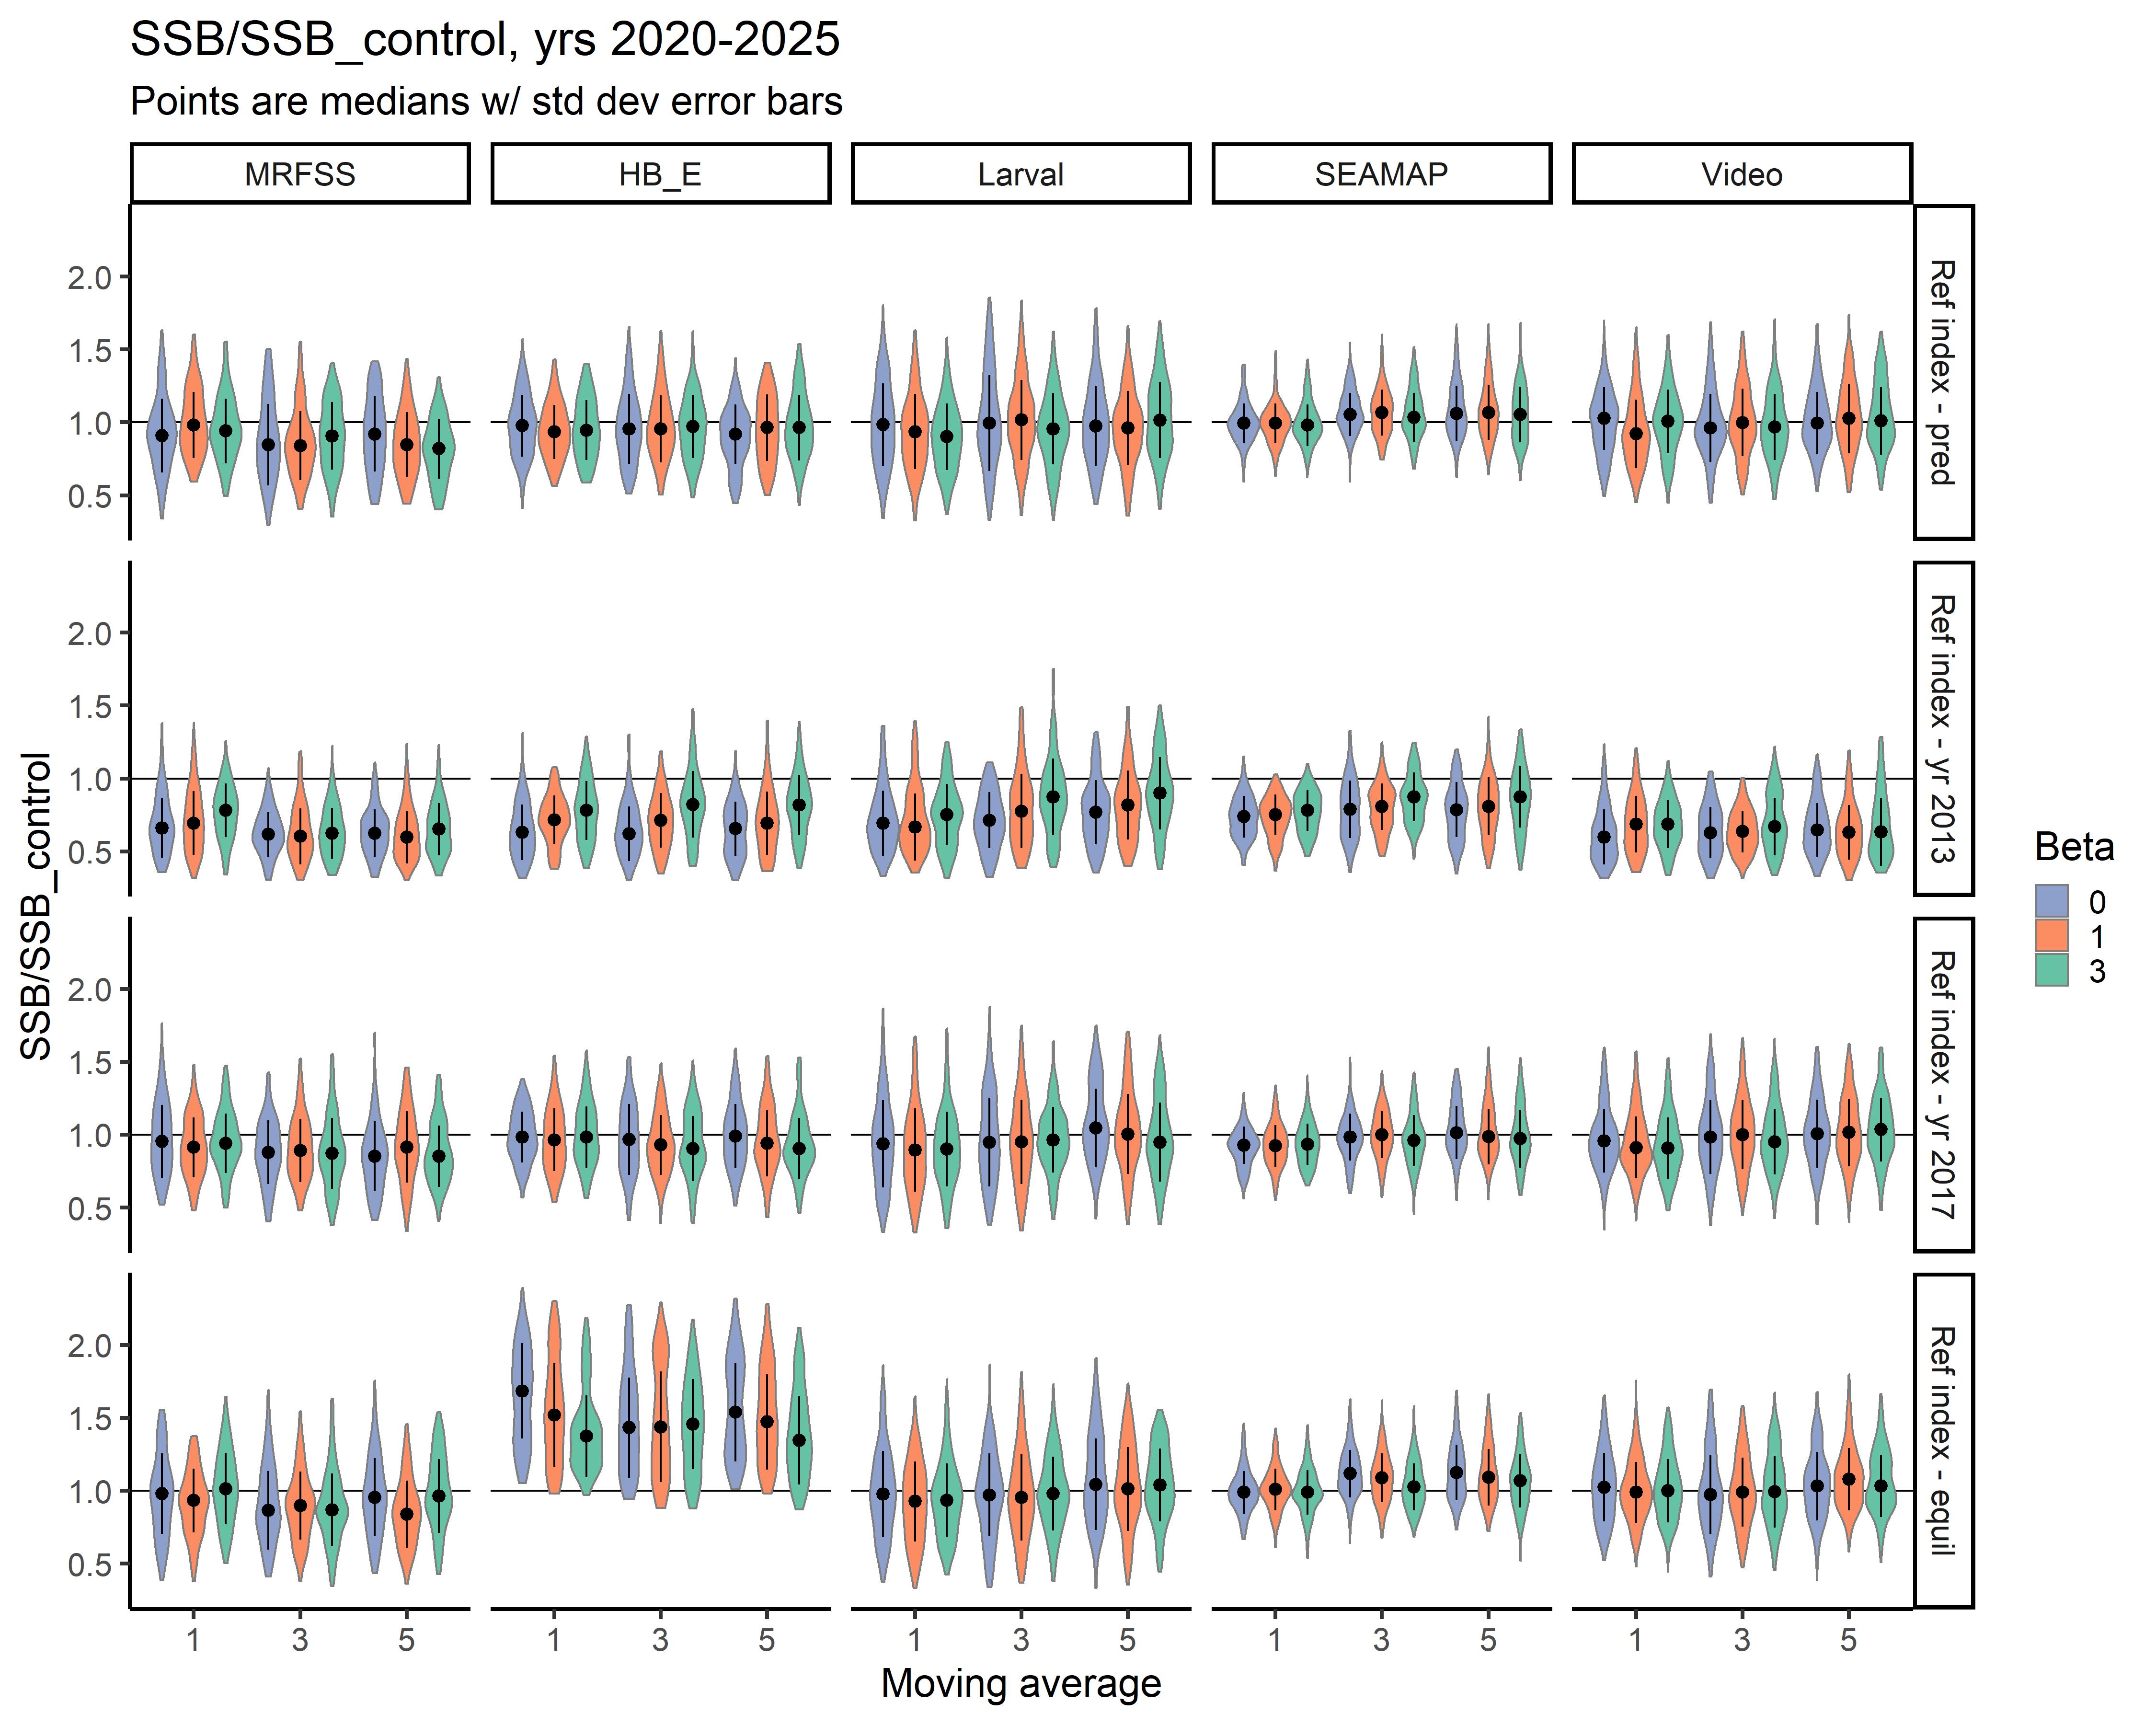 SSB/SSB_control, yrs 2020-2025
Points are medians w/ std dev error bars
MRFSS
HB_E
Larval
SEAMAP
Video
2.0
1.5
1.0
0.5
Ref index - pred
2.0
1.5
1.0
0.5
Ref index - yr 2013
2.0
1.5
1.0
0.5
Ref index - yr 2017
2.0
1.5
1.0
0.5
Ref index - equil
SSB/SSB_control
1 3 5
1 3 5
1 3 5
1 3 5
1 3 5
Moving average
Beta
0
1
3